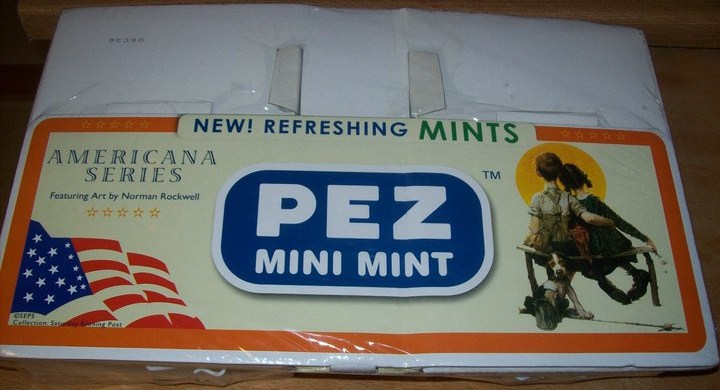 9C390
NEW! REFRESHING MINTS
AMERICANA
SERIES
Featuring Art by Norman Rockwell
PEZ
MINI MINT
TM
©SEPS
Collection: Saturday Evening Post